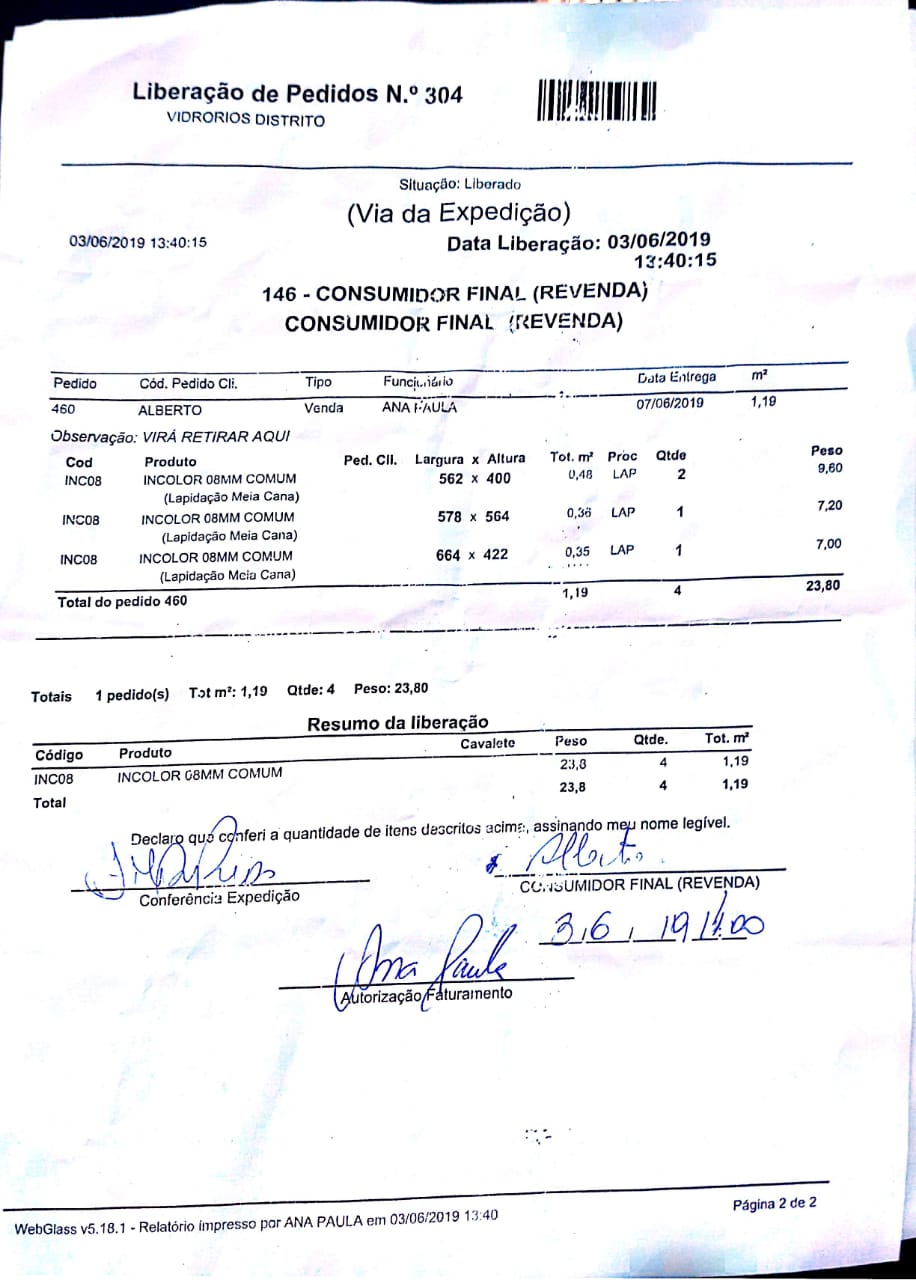 Liberação de Pedidos N.º 304
VIDRORIOS DISTRITO
Situação: Liberado
(Via da Expedição)
03/06/2019 13:40:15 Data Liberação: 03/06/2019
13:40:15
146 - CONSUMIDOR FINAL (REVENDA)
CONSUMIDOR FINAL (REVENDA)
Pedido Cód. Pedido Cli. Tipo Funcionário Data Entrega m²
460 ALBERTO Venda ANA PAULA 07/06/2019 1,19
Observação: VIRÁ RETIRAR AQUI
Cod Produto Ped. Cli. Largura x Altura Tot. m² Proc Qtde Peso
INC08 INCOLOR 08MM COMUM 562 x 400 0,48 LAP 2 9,60
(Lapidação Meia Cana)
INC08 INCOLOR 08MM COMUM 578 x 564 0,36 LAP 1 7,20
(Lapidação Meia Cana)
INC08 INCOLOR 08MM COMUM 664 x 422 0,35 LAP 1 7,00
(Lapidação Meia Cana)
Total do pedido 460 1,19 4 23,80
Totais 1 pedido(s) Tot m²: 1,19 Qtde: 4 Peso: 23,80
Resumo da liberação
Código Produto Cavalete Peso Qtde. Tot. m²
INC08 INCOLOR 08MM COMUM 23,8 4 1,19
Total 23,8 4 1,19
Declaro que conferi a quantidade de itens descritos acima, assinando meu nome legível.
Alberto
Conferência Expedição CONSUMIDOR FINAL (REVENDA)
3,6, 19
Ana Paula
Autorização Faturamento
WebGlass v5.18.1 - Relatório impresso por ANA PAULA em 03/06/2019 13:40 Página 2 de 2